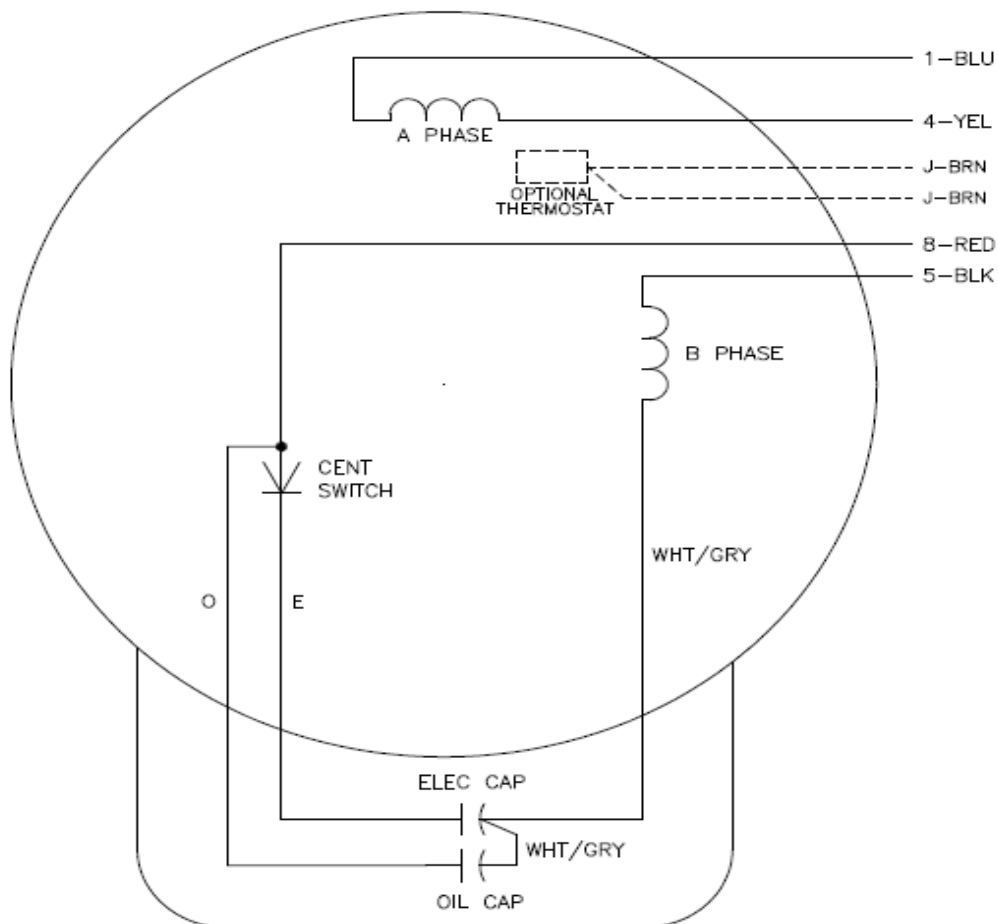 1-BLU
A PHASE
4-YEL
J-BRN
OPTIONAL
THERMOSTAT
J-BRN
8-RED
5-BLK
B PHASE
CENT
SWITCH
WHT/GRY
O
E
ELEC CAP
WHT/GRY
OIL CAP